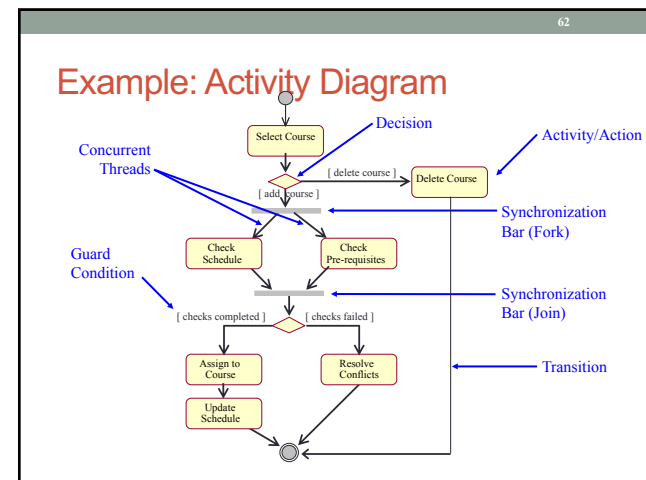 62
Example: Activity Diagram
Select Course
Decision
Activity/Action
Concurrent
Threads
[ delete course ]
Delete Course
[ add course ]
Synchronization
Bar (Fork)
Check
Schedule
Check
Pre-requisites
Guard
Condition
Synchronization
Bar (Join)
[ checks completed ]
[ checks failed ]
Assign to
Course
Resolve
Conflicts
Transition
Update
Schedule